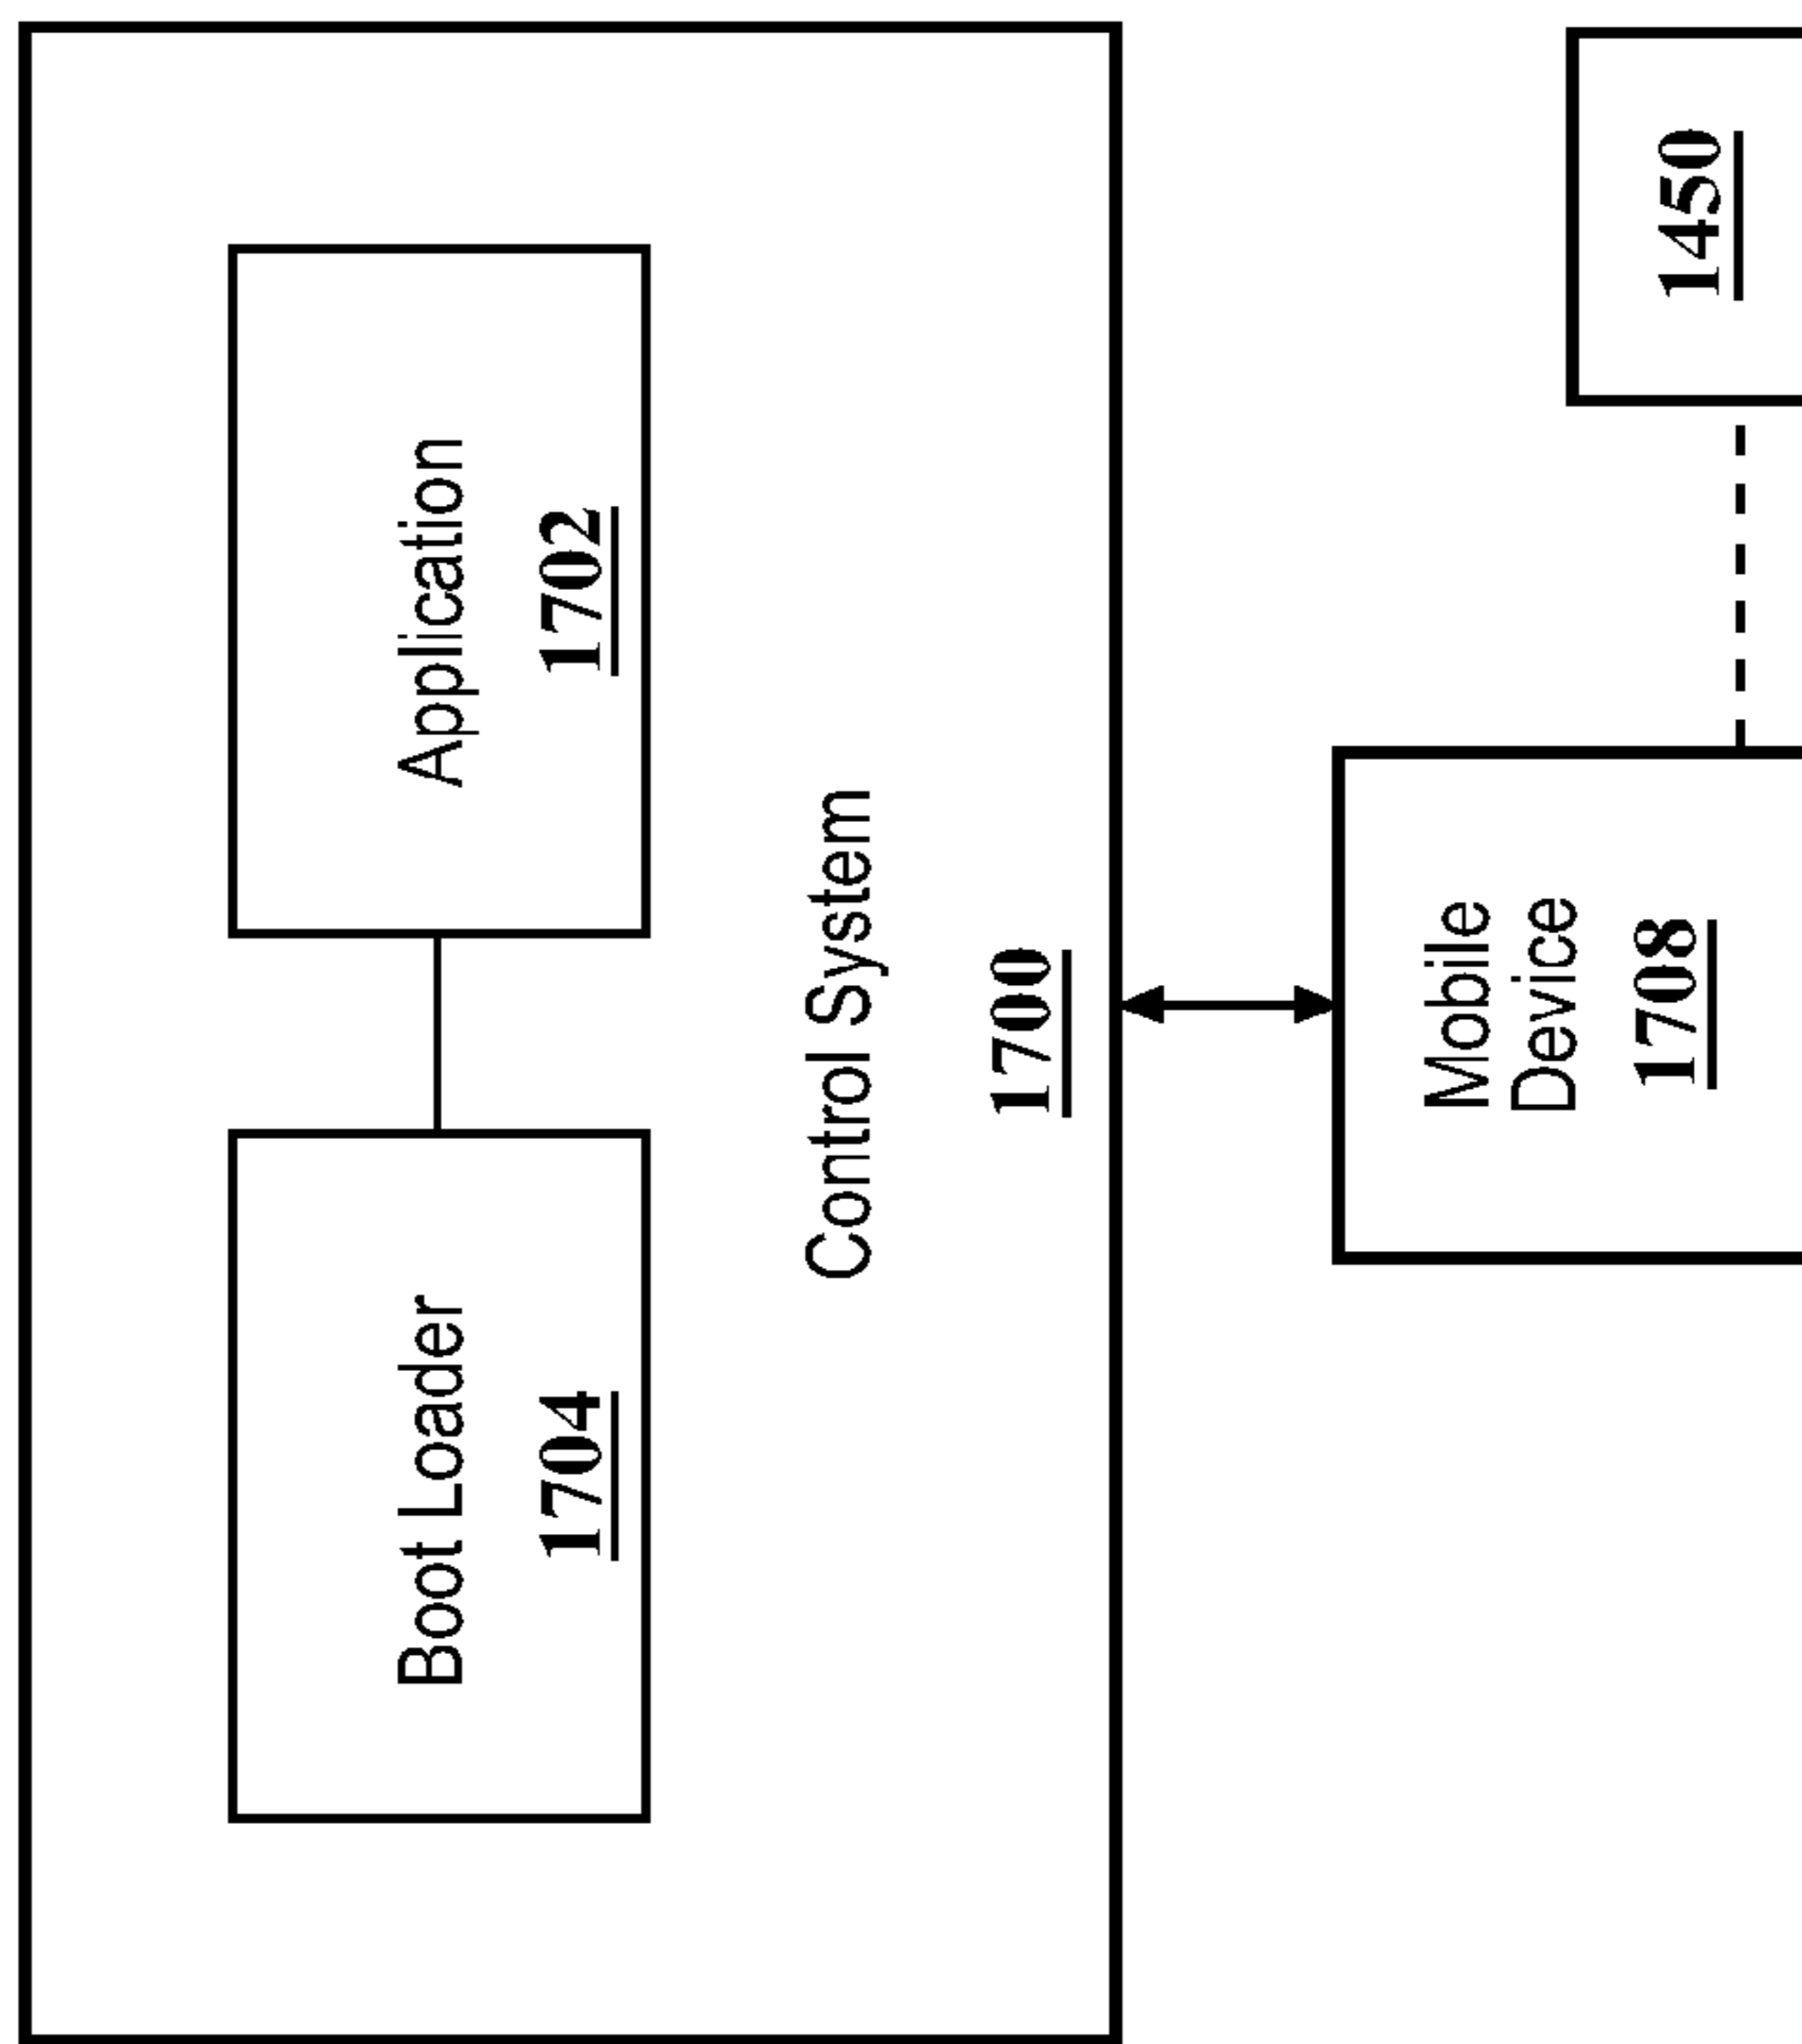 Boot Loader
1704
Application
1702
Control System
1700
Mobile
Device
1708
1450